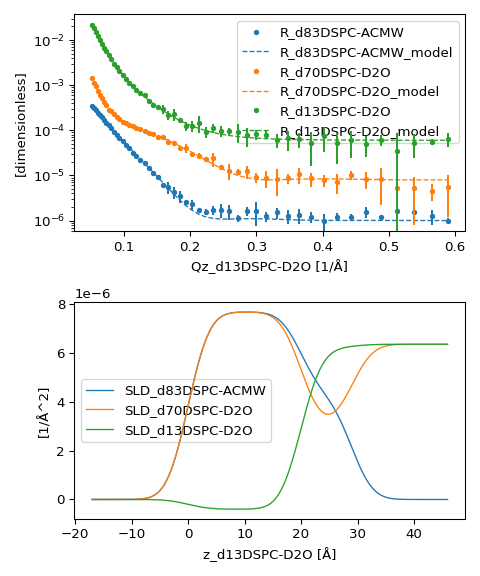 [dimensionless]
10⁻²
10⁻³
10⁻⁴
10⁻⁵
10⁻⁶
R_d83DSPC-ACMW
R_d83DSPC-ACMW_model
R_d70DSPC-D2O
R_d70DSPC-D2O_model
R_d13DSPC-D2O
R_d13DSPC-D2O_model
0.1 0.2 0.3 0.4 0.5 0.6
Qz_d13DSPC-D2O [1/Å]
1e−6
[1/Å^2]
8
6
4
2
0
SLD_d83DSPC-ACMW
SLD_d70DSPC-D2O
SLD_d13DSPC-D2O
−20 −10 0 10 20 30 40
z_d13DSPC-D2O [Å]